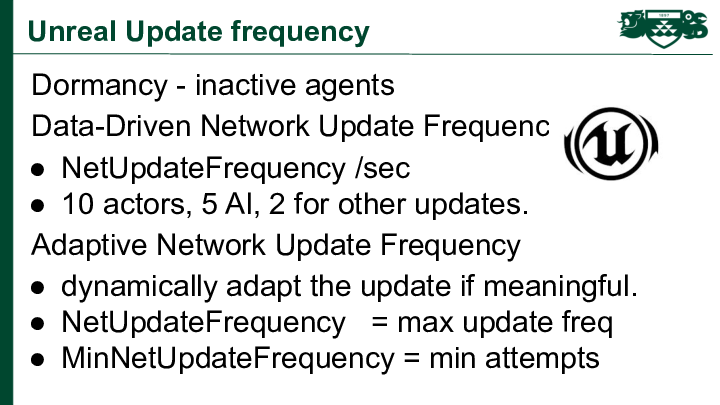 Unreal Update frequency
Dormancy - inactive agents
Data-Driven Network Update Frequenc
● NetUpdateFrequency /sec
● 10 actors, 5 AI, 2 for other updates.
Adaptive Network Update Frequency
● dynamically adapt the update if meaningful.
● NetUpdateFrequency = max update freq
● MinNetUpdateFrequency = min attempts